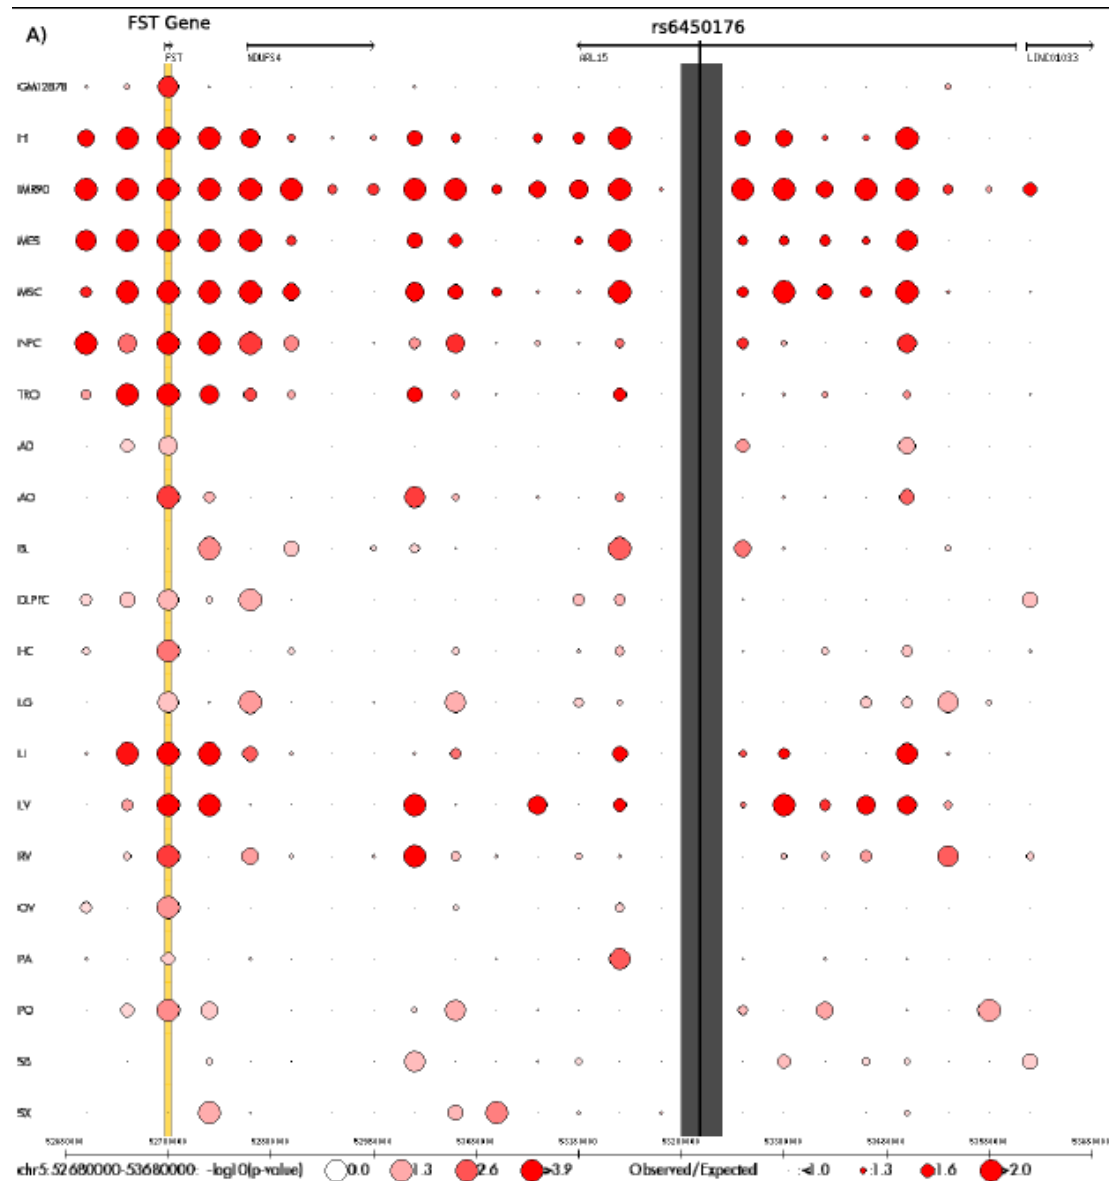 A)
FST Gene
rs6450176
FST
NDUFS4
ARL15
LINC01033
GM12878
H1
IMR90
MES
MSC
NPC
TRO
AD
AO
BL
DLPFC
HC
LG
LI
LV
RV
OV
PA
PO
SB
SX
chr5:52680000-53680000: -log10(p-value) 0.0 1.3 2.6 >3.9 Observed/Expected <1.0 1.3 1.6 >2.0